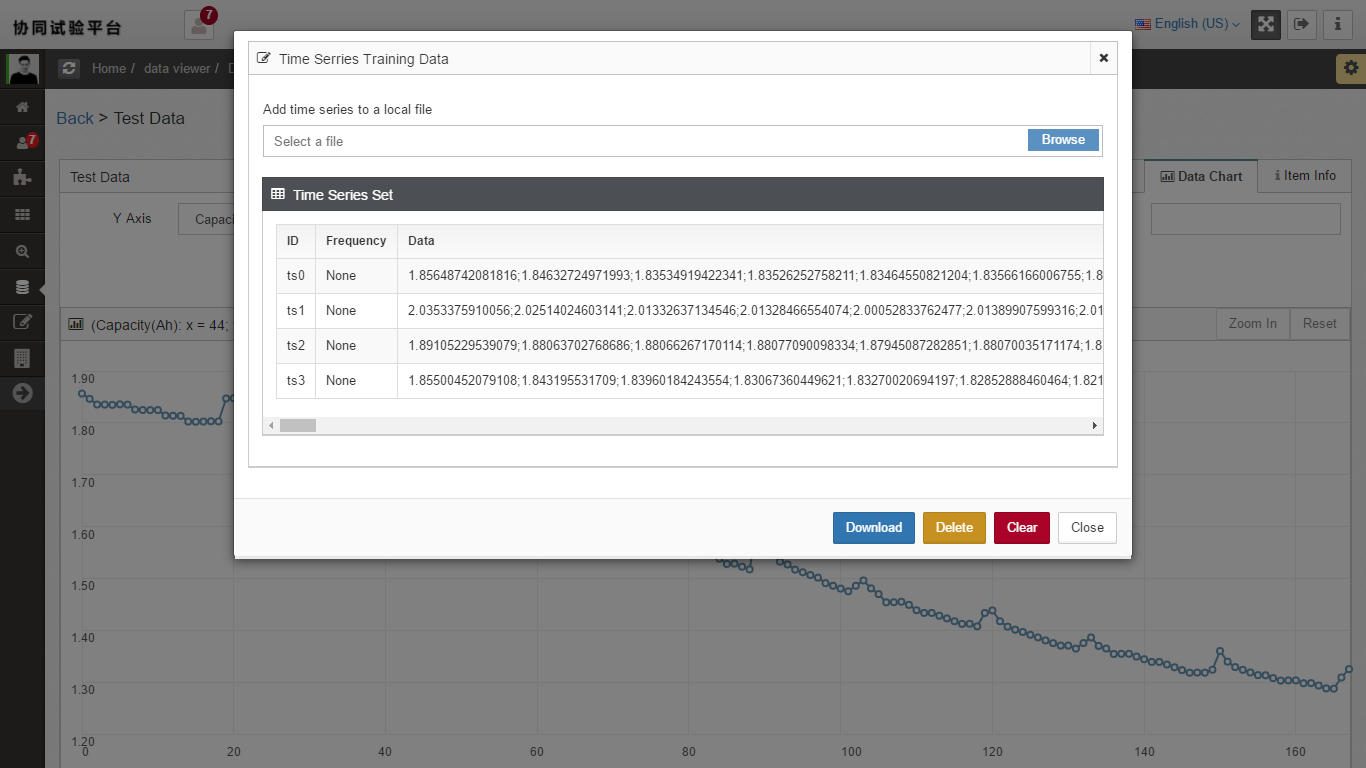 协同试验平台
7
English (US)
Home / data viewer / D
7
Back > Test Data
Test Data
Data Chart
Item Info
Y Axis
Capaci
(Capacity(Ah): x = 44;
Zoom In
Reset
Time Serries Training Data
Add time series to a local file
Select a file
Browse
Time Series Set
ID Frequency Data
ts0 None 1.85648742081816;1.84632724971993;1.83534919422341;1.83526252758211;1.83464550821204;1.83566166006755;1.8
ts1 None 2.0353375910056;2.02514024603141;2.01332637134546;2.01328466554074;2.00052833762477;2.01389907599316;2.01
ts2 None 1.89105229539079;1.88063702768686;1.88066267170114;1.88077090098334;1.87945087282851;1.88070035171174;1.8
ts3 None 1.85500452079108;1.843195531709;1.83960184243554;1.83067360449621;1.83270020694197;1.82852888460464;1.821
Download
Delete
Clear
Close
1.90
1.80
1.70
1.60
1.50
1.40
1.30
1.20
0 20 40 60 80 100 120 140 160